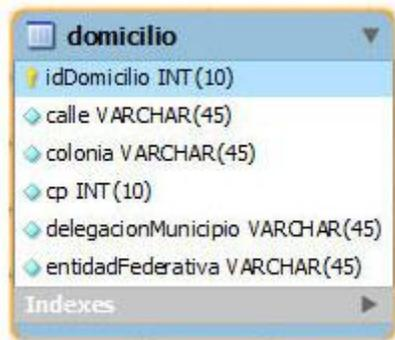 domicilio
idDomicilio INT(10)
calle VARCHAR(45)
colonia VARCHAR(45)
cp INT(10)
delegacionMunicipio VARCHAR(45)
entidadFederativa VARCHAR(45)
Indexes